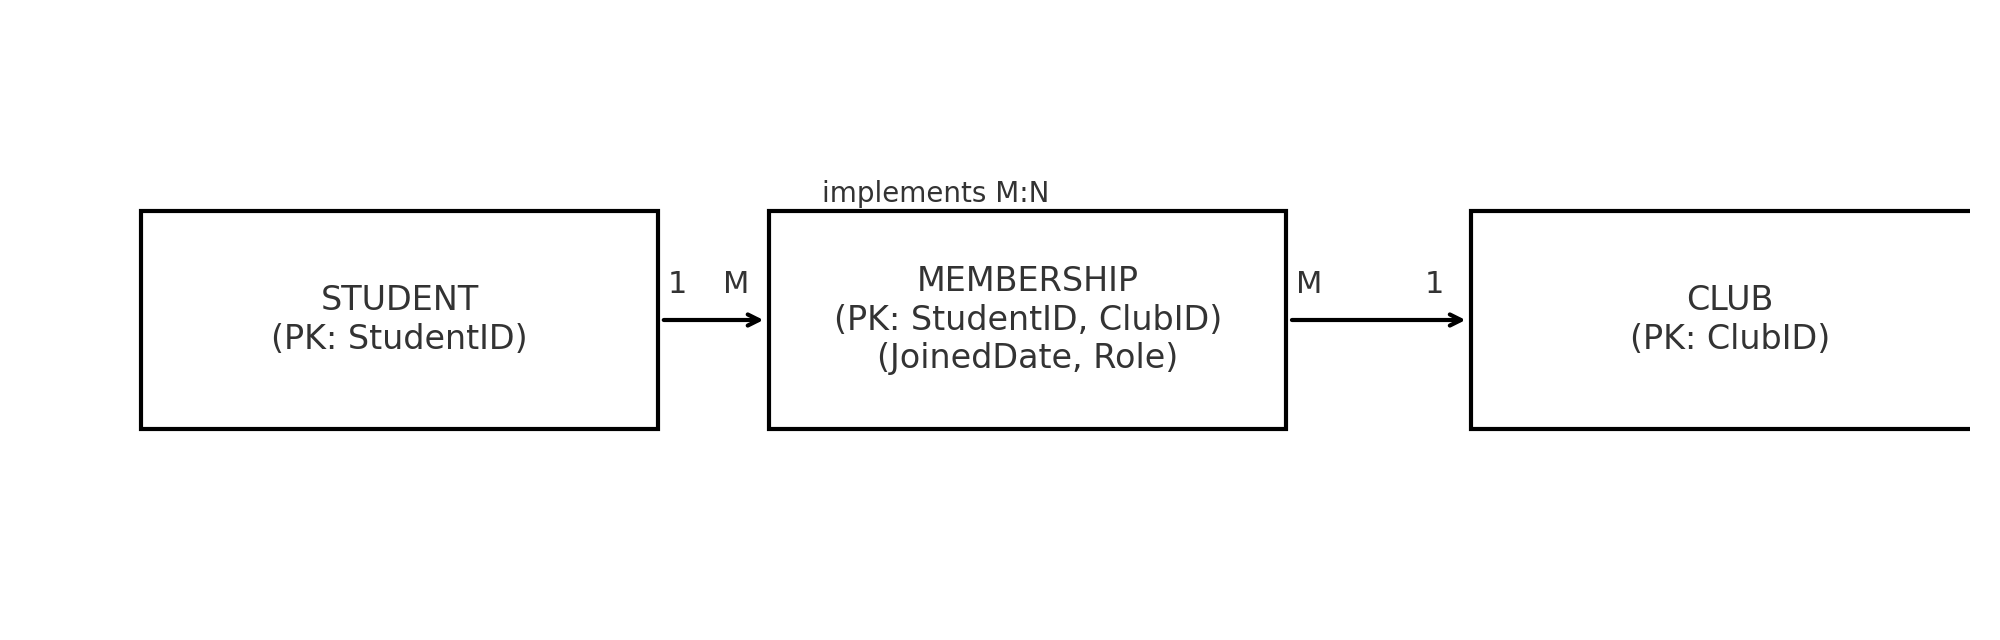 implements M:N
STUDENT
(PK: StudentID)
1 M
MEMBERSHIP
(PK: StudentID, ClubID)
(JoinedDate, Role)
M 1
CLUB
(PK: ClubID)